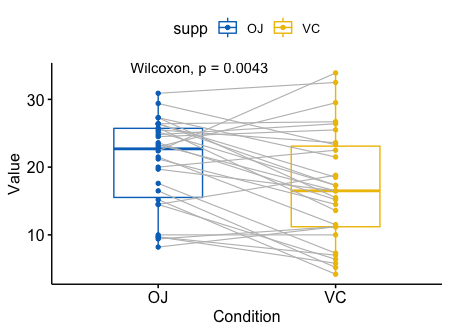 supp OJ VC
Wilcoxon, p = 0.0043
Value
30
20
10
OJ VC
Condition